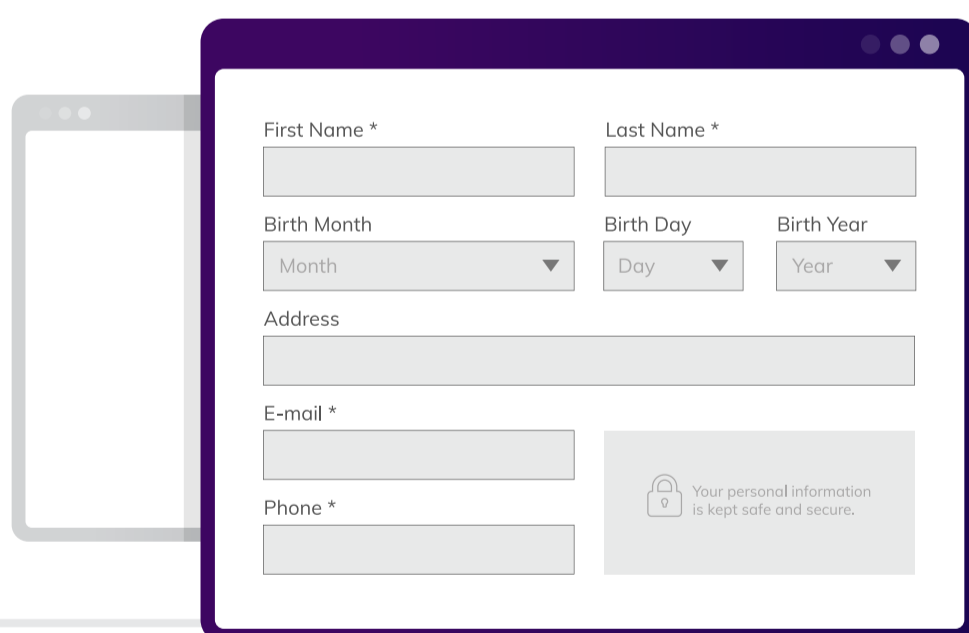 First Name *
Last Name *
Birth Month
Birth Day
Birth Year
Month
Day
Year
Address
E-mail *
Phone *
Your personal information
is kept safe and secure.